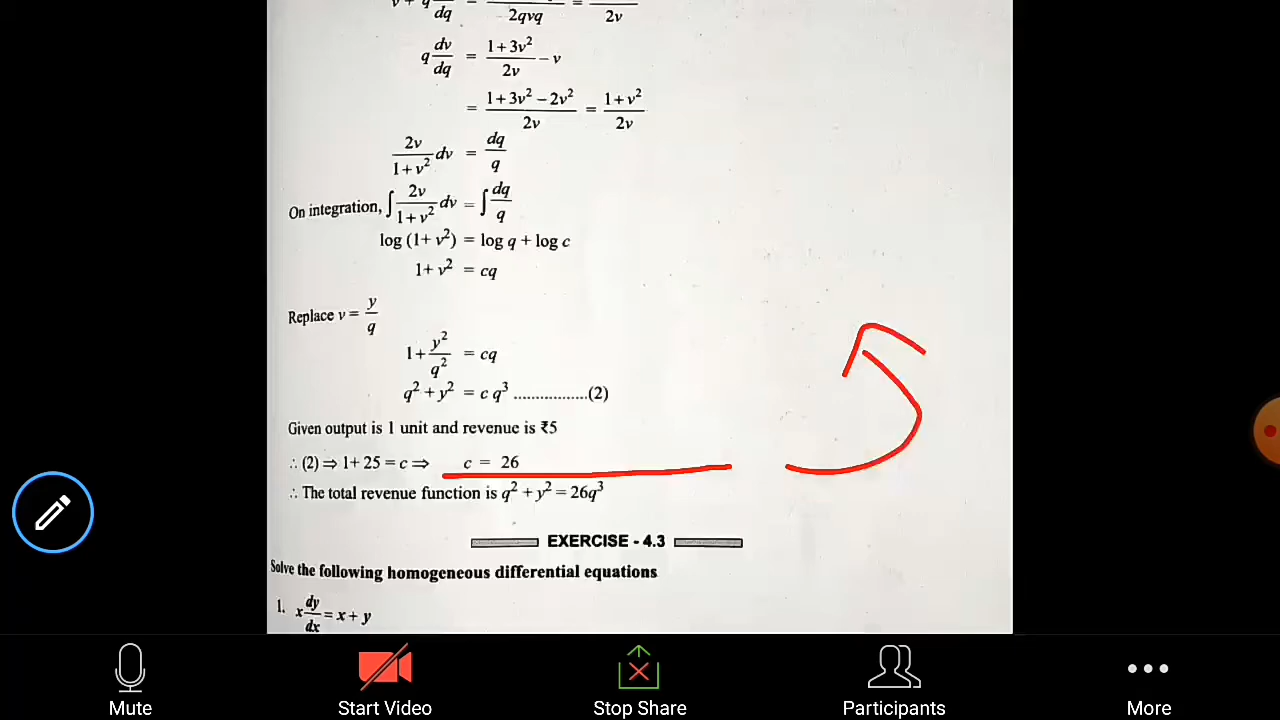 v + q dv/dq = ―/2qvq = ―/2v
q dv/dq = (1+3v²)/2v − v
= (1+3v²−2v²)/2v = (1+v²)/2v
2v/(1+v²) dv = dq/q
On integration, ∫ 2v/(1+v²) dv = ∫ dq/q
log (1+ v²) = log q + log c
1+ v² = cq
Replace v = y/q
1+ y²/q² = cq
q² + y² = c q³ ..................(2)
Given output is 1 unit and revenue is ₹5
∴ (2) ⇒ 1+ 25 = c ⇒ c = 26
∴ The total revenue function is q² + y² = 26q³
EXERCISE - 4.3
Solve the following homogeneous differential equations
1. x dy/dx = x + y
Mute
Start Video
Stop Share
Participants
More